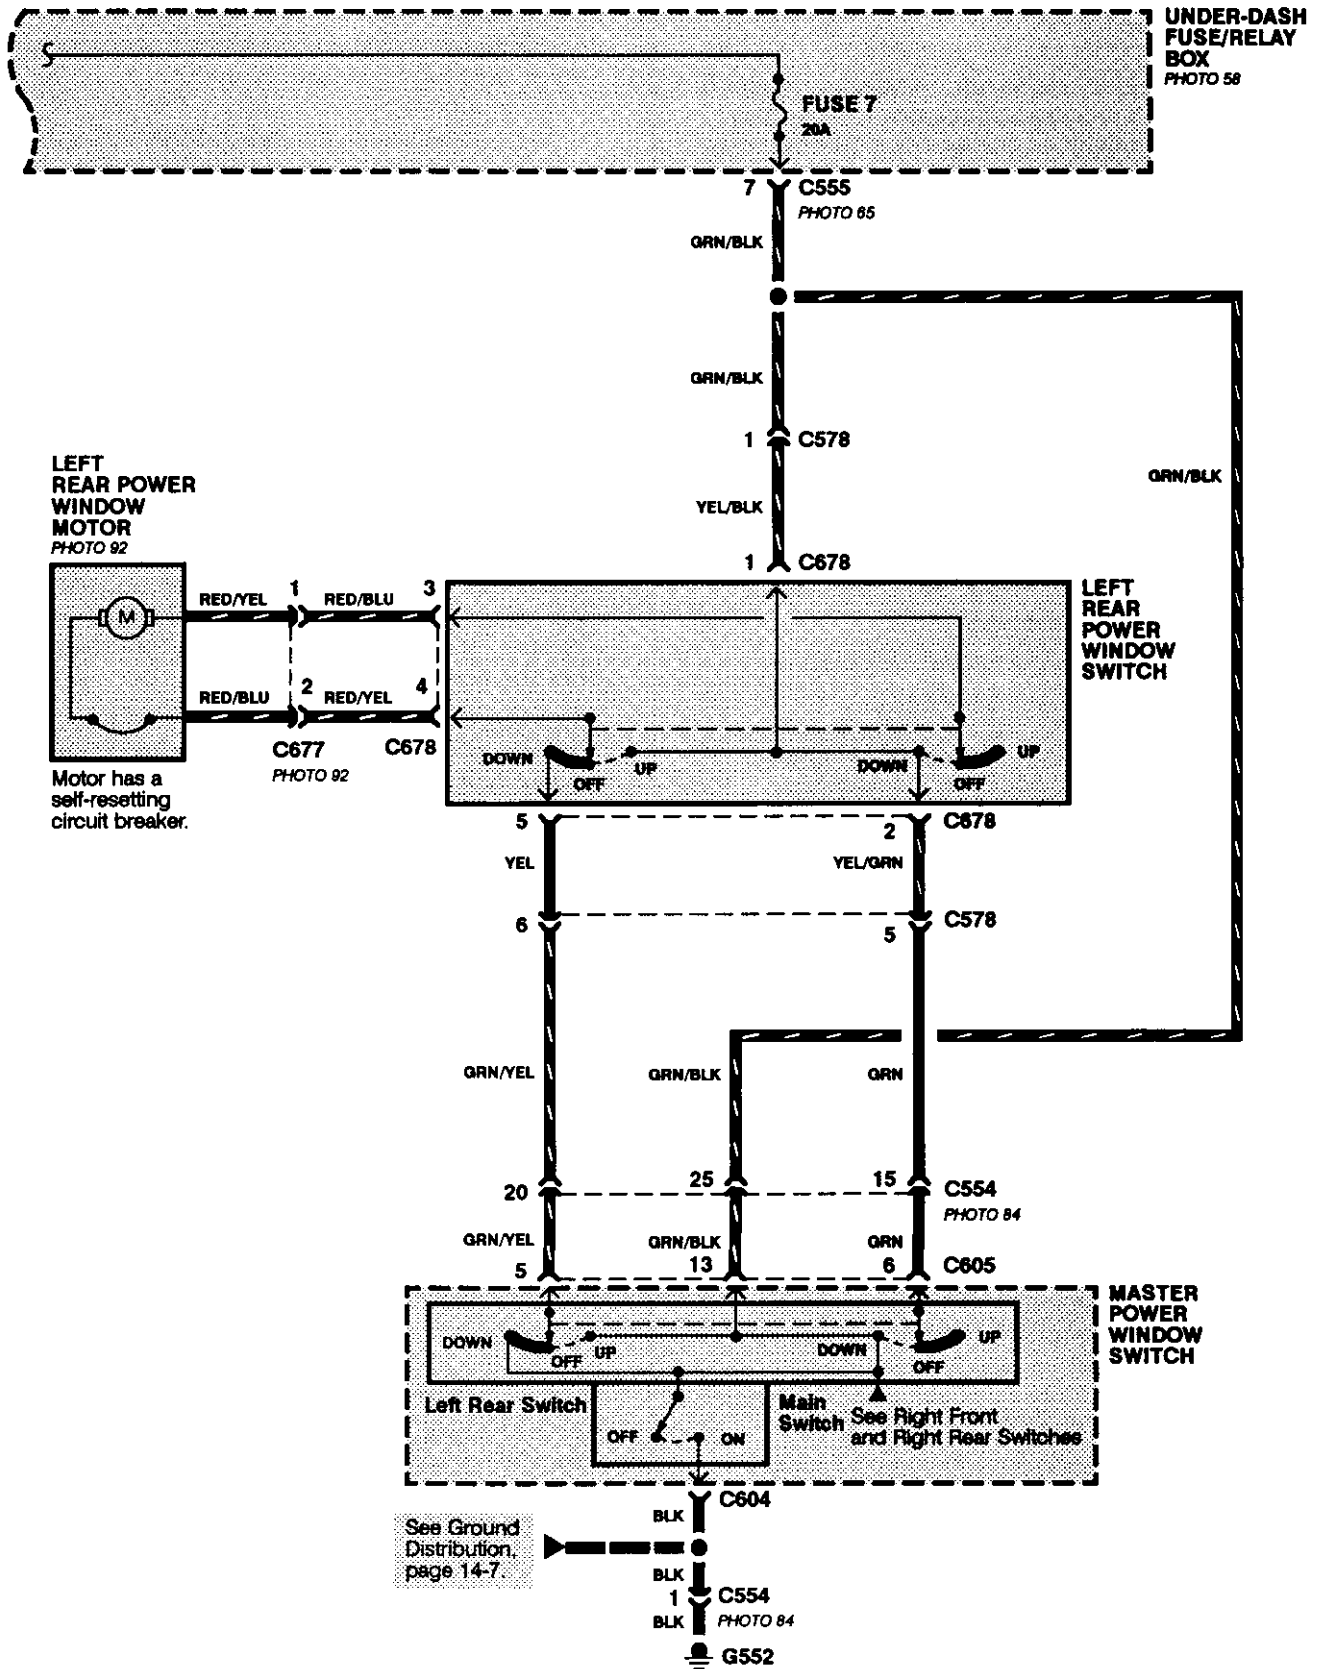 UNDER-DASH
FUSE/RELAY
BOX
PHOTO 58
FUSE 7
20A
7 C555
PHOTO 65
GRN/BLK
GRN/BLK
1 C578
GRN/BLK
YEL/BLK
1 C678
LEFT
REAR POWER
WINDOW
MOTOR
PHOTO 92
M
RED/YEL 1 RED/BLU 3
RED/BLU 2 RED/YEL 4
C677 C678
PHOTO 92
Motor has a
self-resetting
circuit breaker.
LEFT
REAR
POWER
WINDOW
SWITCH
DOWN OFF UP
DOWN OFF UP
5 2 C678
YEL YEL/GRN
6 5 C578
GRN/YEL GRN/BLK GRN
20 25 15 C554
PHOTO 84
GRN/YEL GRN/BLK GRN
5 13 6 C605
MASTER
POWER
WINDOW
SWITCH
DOWN OFF UP
DOWN OFF UP
Left Rear Switch
Main
Switch
See Right Front
and Right Rear Switches
OFF ON
C604
BLK
See Ground
Distribution,
page 14-7.
BLK
1 C554
BLK PHOTO 84
G552